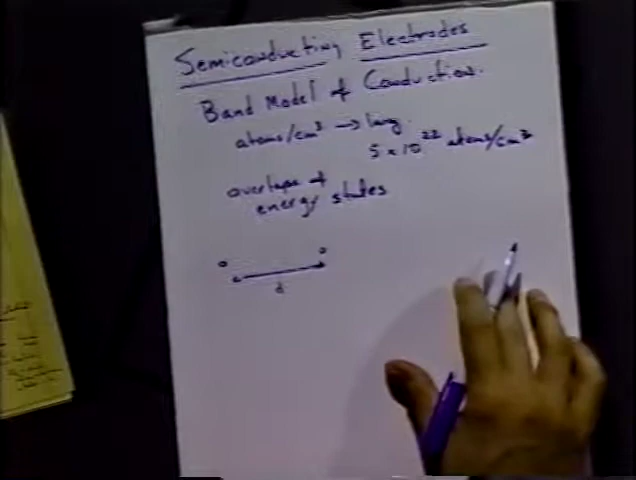 Semiconducting Electrodes
Band Model of Conduction.
atoms/cm³ → large
5 × 10²² atoms/cm³
overlap of
energy states
d